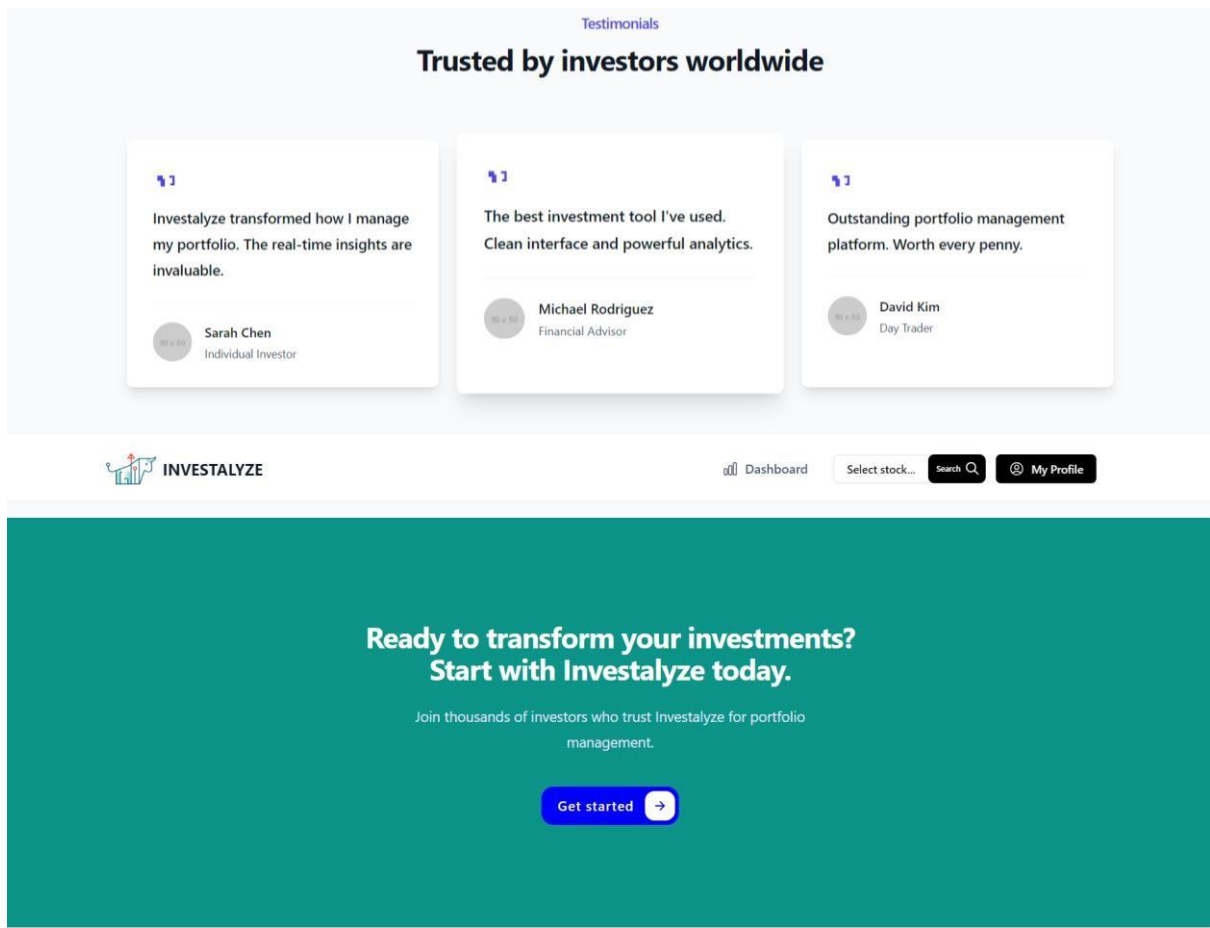 Testimonials
Trusted by investors worldwide
Investalyze transformed how I manage
my portfolio. The real-time insights are
invaluable.
Sarah Chen
Individual Investor
The best investment tool I've used.
Clean interface and powerful analytics.
Michael Rodriguez
Financial Advisor
Outstanding portfolio management
platform. Worth every penny.
David Kim
Day Trader
INVESTALYZE
Dashboard
Select stock...
Search
My Profile
Ready to transform your investments?
Start with Investalyze today.
Join thousands of investors who trust Investalyze for portfolio
management.
Get started